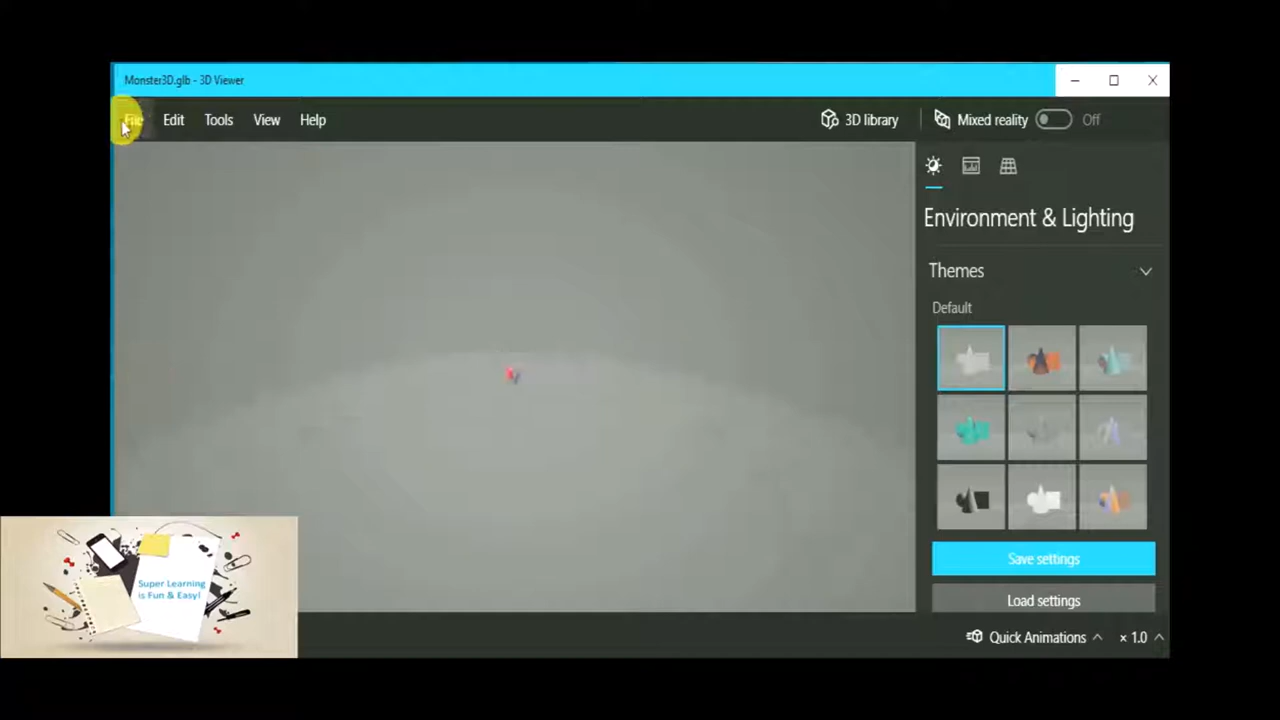 Monster3D.glb - 3D Viewer
File Edit Tools View Help
3D library
Mixed reality Off
Environment & Lighting
Themes
Default
Save settings
Load settings
Super Learning
is Fun & Easy!
Quick Animations × 1.0